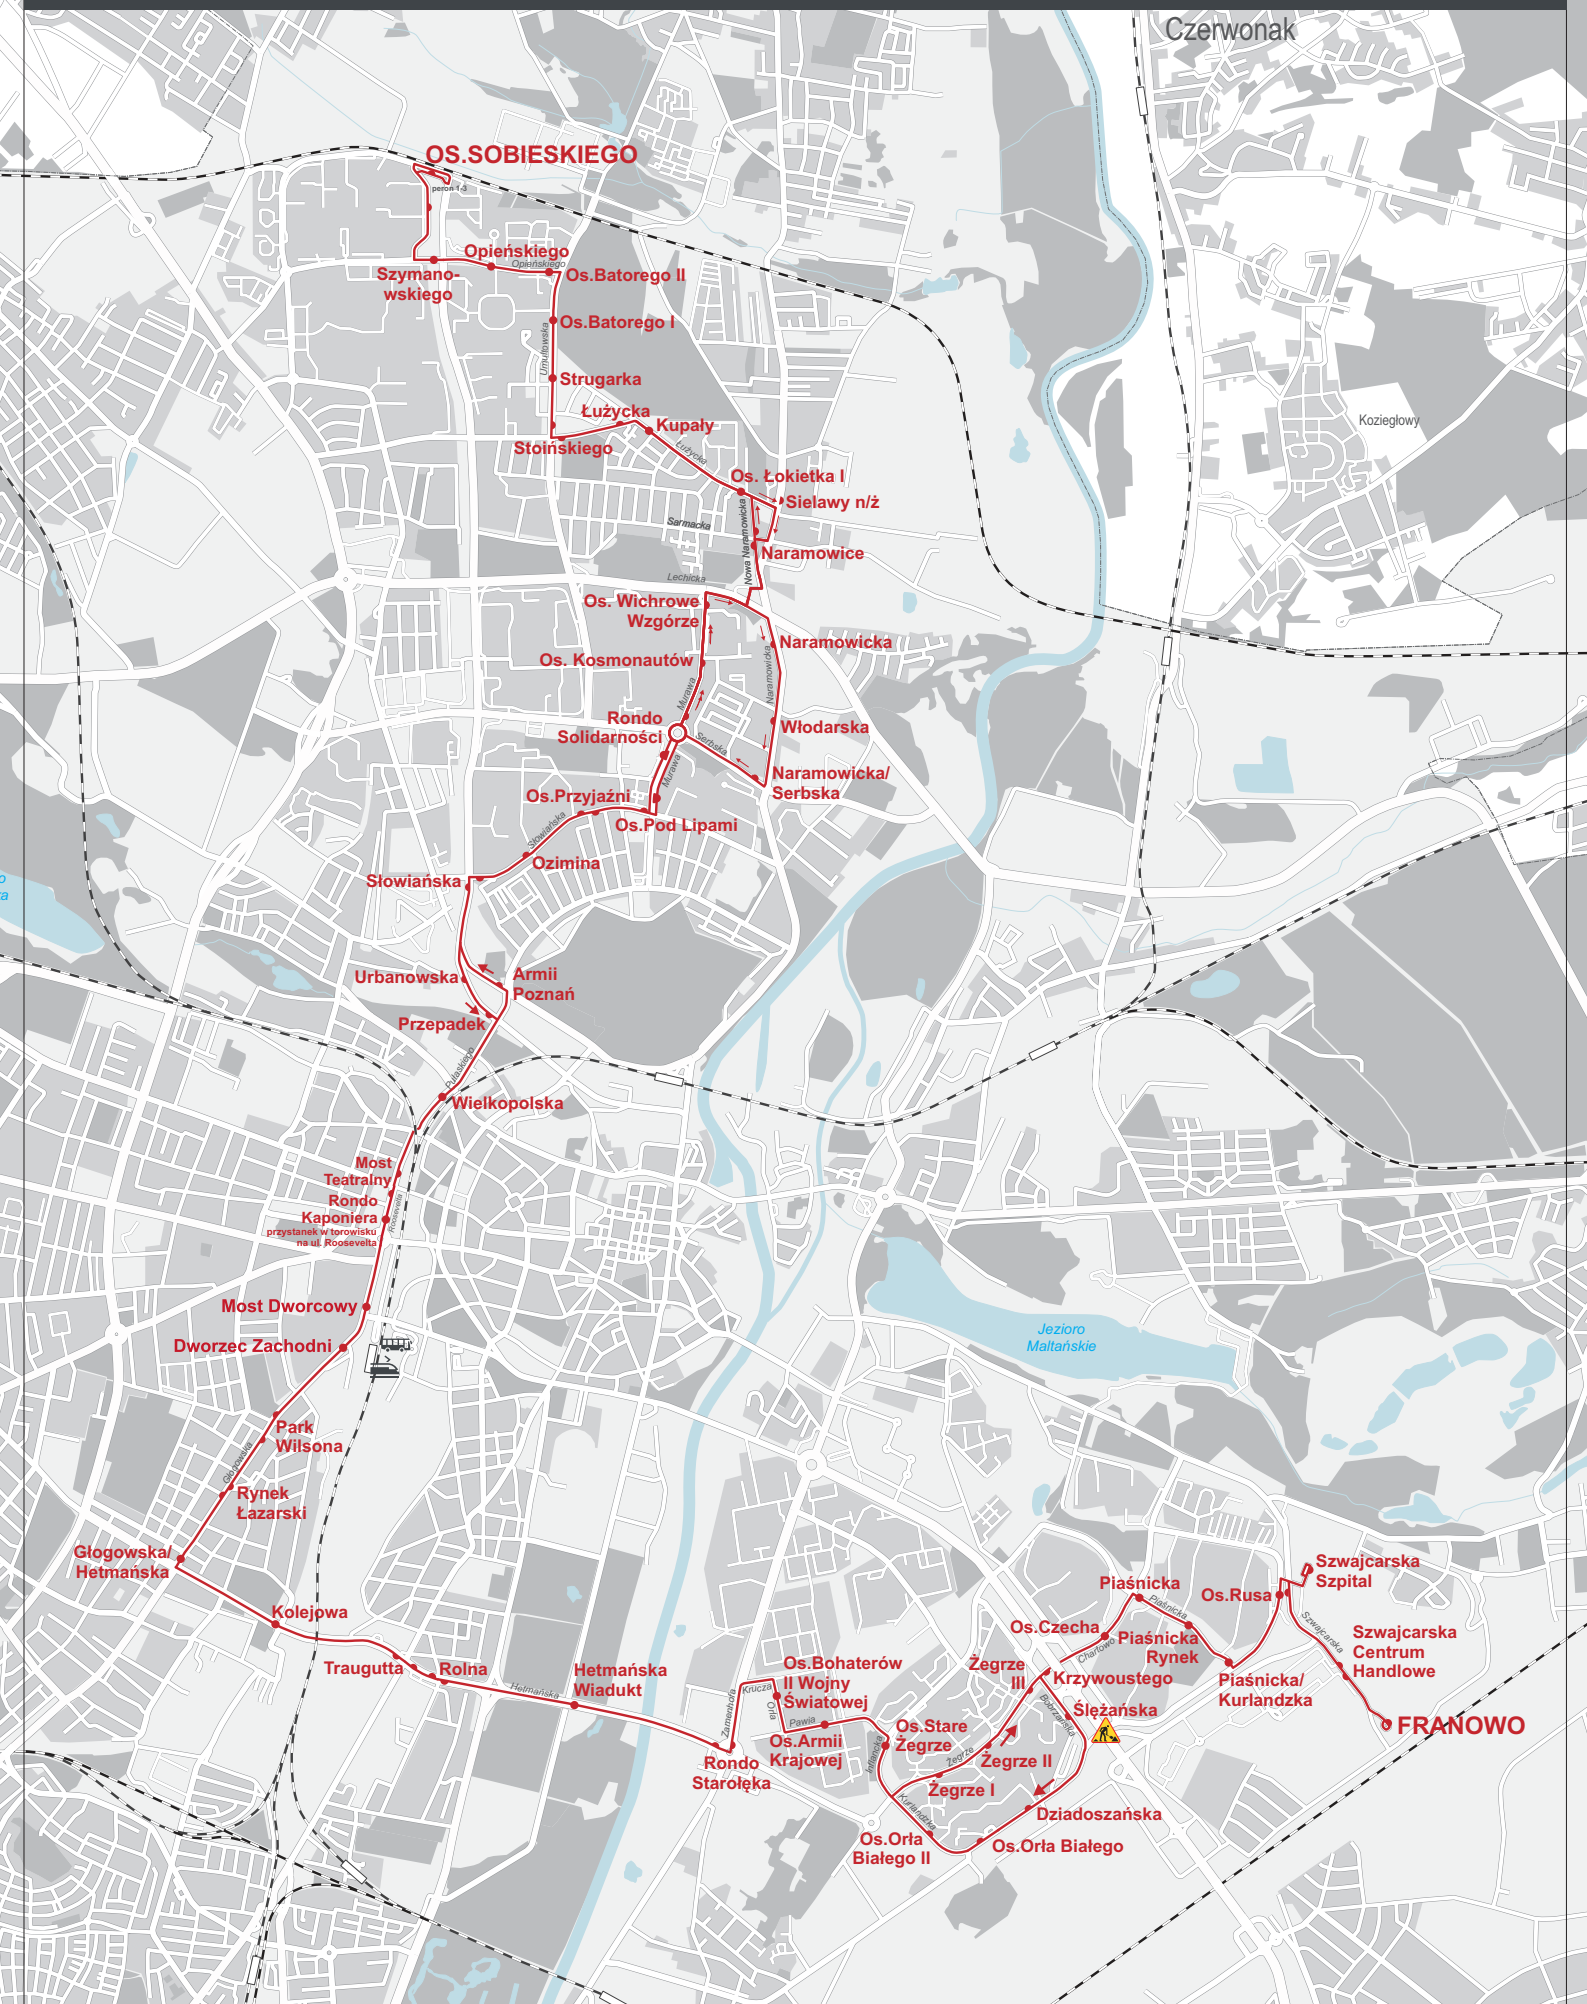 Czerwonak
OS.SOBIESKIEGO
peron 1-3
Opieńskiego
Opieńskiego
Szymano-
wskiego
Os.Batorego II
Os.Batorego I
Umultowska
Strugarka
Łużycka
Kupały
Koziegłowy
Stoińskiego
Łużycka
Os. Łokietka I
Sielawy n/ż
Sarmacka
Nowa Naramowicka
Naramowice
Lechicka
Os. Wichrowe
Wzgórze
Naramowicka
Os. Kosmonautów
Naramowicka
Murawa
Rondo
Solidarności
Włodarska
Serbska
Murawa
Naramowicka/
Serbska
Os.Przyjaźni
Os.Pod Lipami
Słowiańska
Ozimina
Słowiańska
Urbanowska
Armii
Poznań
Przepadek
Pułaskiego
Wielkopolska
Most
Teatralny
Rondo
Kaponiera
przystanek w torowisku
na ul. Roosevelta
Roosevelta
Most Dworcowy
Dworzec Zachodni
Jezioro
Maltańskie
Park
Wilsona
Głogowska
Rynek
Łazarski
Głogowska/
Hetmańska
Kolejowa
Traugutta
Rolna
Hetmańska
Hetmańska
Wiadukt
Zamenhofa
Krucza
Orla
Pawia
Os.Bohaterów
II Wojny
Światowej
Rondo
Starołęka
Os.Armii
Krajowej
Inflancka
Os.Stare
Żegrze
Żegrze
Żegrze I
Żegrze II
Żegrze
III
Kurlandzka
Os.Orła
Białego II
Os.Orła Białego
Dziadoszańska
Ślężańska
Bobrzańska
Krzywoustego
Chartowo
Os.Czecha
Piaśnicka
Piaśnicka
Piaśnicka
Rynek
Piaśnicka/
Kurlandzka
Os.Rusa
Szwajcarska
Szpital
Szwajcarska
Szwajcarska
Centrum
Handlowe
FRANOWO